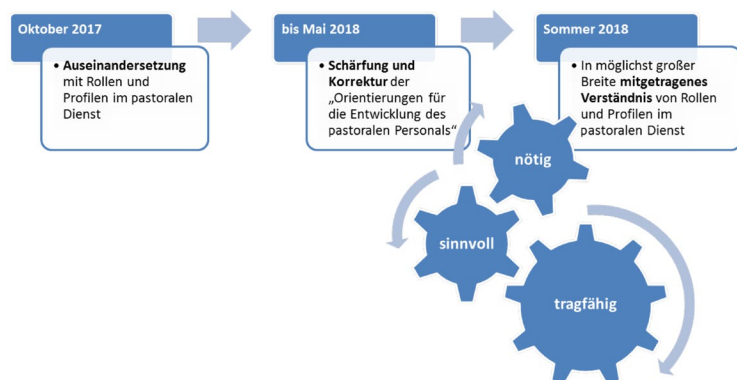 Oktober 2017
• Auseinandersetzung
mit Rollen und
Profilen im pastoralen
Dienst
bis Mai 2018
• Schärfung und
Korrektur der
„Orientierungen für
die Entwicklung des
pastoralen Personals“
Sommer 2018
• In möglichst großer
Breite mitgetragenes
Verständnis von Rollen
und Profilen im
pastoralen Dienst
nötig
sinnvoll
tragfähig